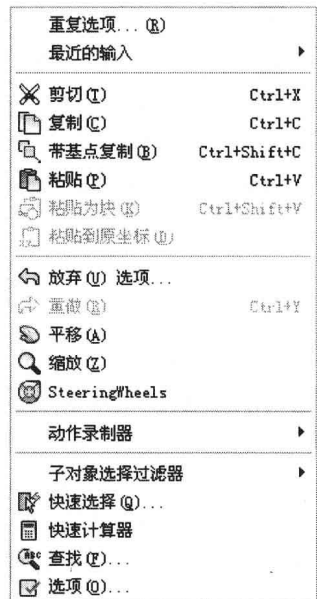 重复选项...(R)
最近的输入
剪切(T) Ctrl+X
复制(C) Ctrl+C
带基点复制(B) Ctrl+Shift+C
粘贴(P) Ctrl+V
粘贴为块(K) Ctrl+Shift+V
粘贴到原坐标(D)
放弃(U) 选项...
重做(R) Ctrl+Y
平移(A)
缩放(Z)
SteeringWheels
动作录制器
子对象选择过滤器
快速选择(Q)...
快速计算器
ABC 查找(F)...
选项(O)...